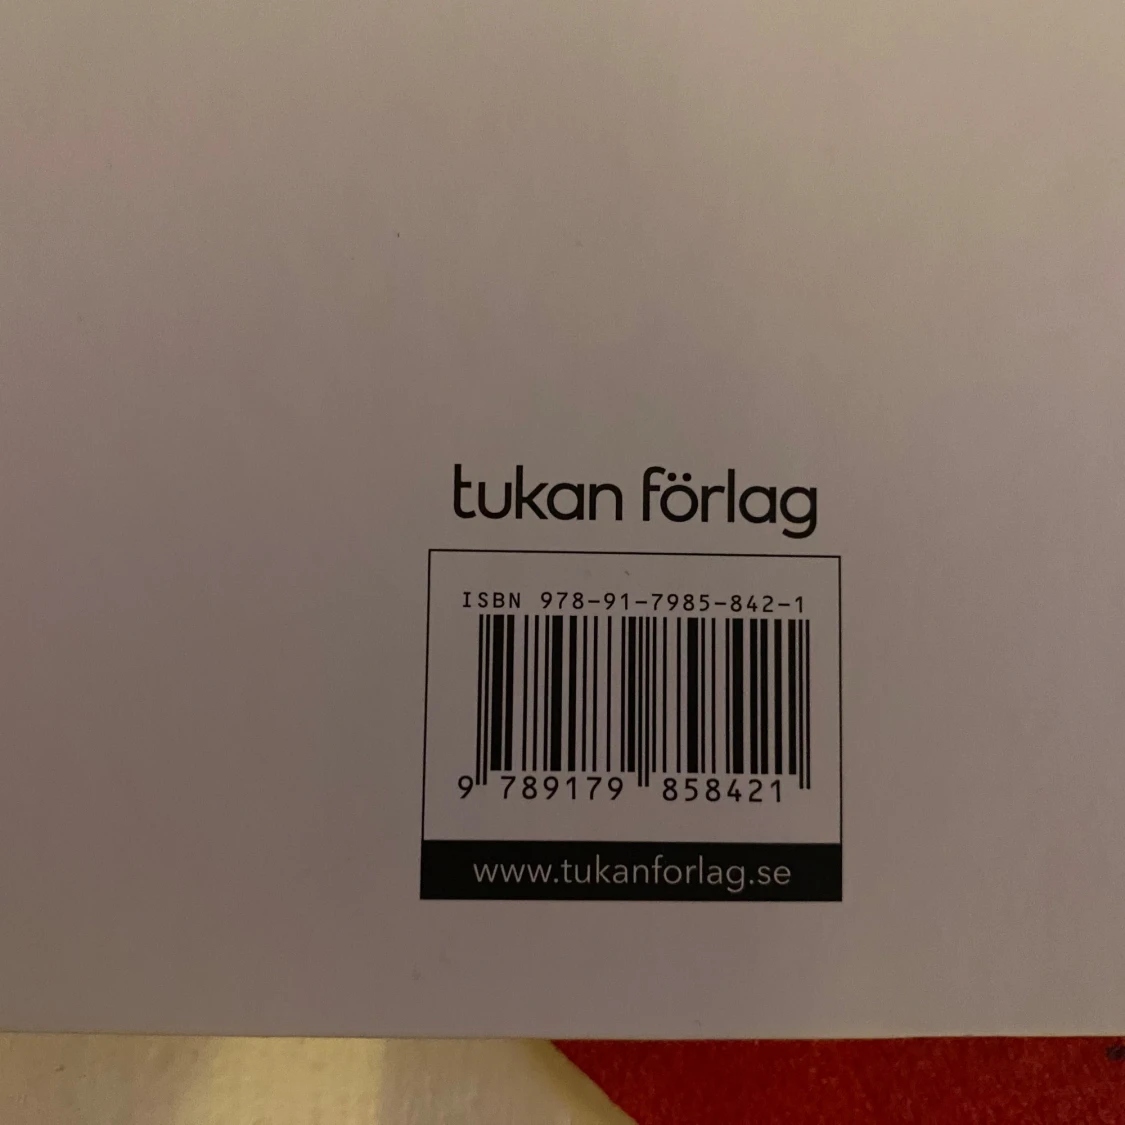 tukan förlag
ISBN 978-91-7985-842-1
9 789179 858421
www.tukanforlag.se